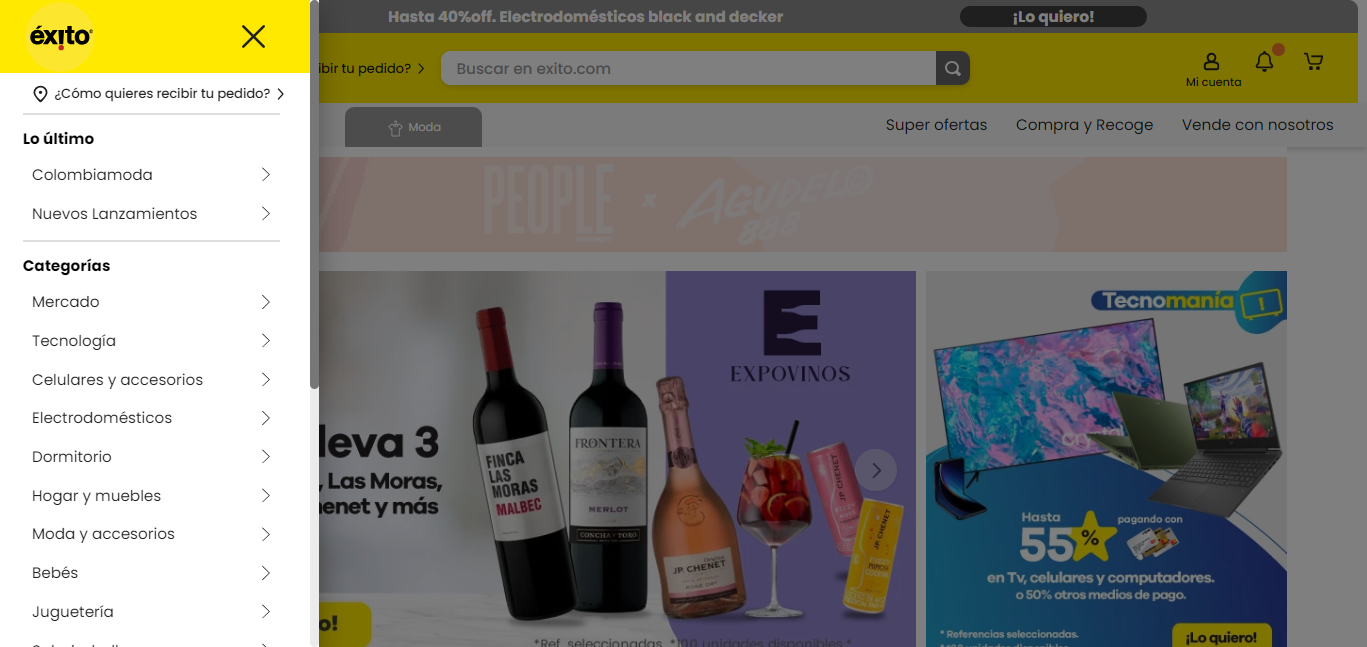 Hasta 40%off. Electrodomésticos black and decker
¡Lo quiero!
éxito
ibir tu pedido?
Buscar en exito.com
Mi cuenta
¿Cómo quieres recibir tu pedido?
Moda
Super ofertas
Compra y Recoge
Vende con nosotros
Lo último
Colombiamoda
Nuevos Lanzamientos
Categorías
Mercado
Tecnología
Celulares y accesorios
Electrodomésticos
Dormitorio
Hogar y muebles
Moda y accesorios
Bebés
Juguetería
PEOPLE x AGUDELO
888
EXPOVINOS
lleva 3
, Las Moras,
henet y más
FINCA
LAS
MORAS
MALBEC
FRONTERA
MERLOT
CONCHA Y TORO
JP. CHENET
JP. CHENET
JP. CHENET
o!
*Ref. seleccionadas. *100 unidades disponibles *
Tecnomanía
Hasta
55%
pagando con
en Tv, celulares y computadores.
o 50% otros medios de pago.
* Referencias seleccionadas.
¡Lo quiero!